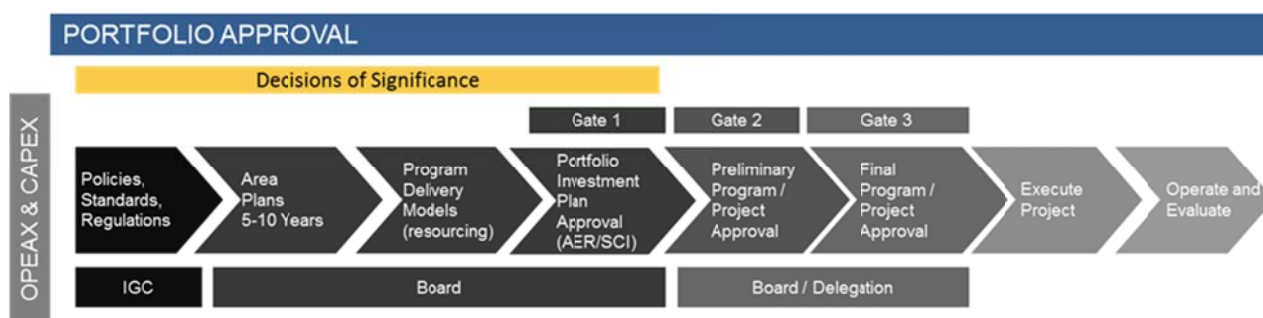 PORTFOLIO APPROVAL
Decisions of Significance
OPEAX & CAPEX
Gate 1
Gate 2
Gate 3
Policies,
Standards,
Regulations
Area
Plans
5-10 Years
Program
Delivery
Models
(resourcing)
Portfolio
Investment
Plan
Approval
(AER/SCI)
Preliminary
Program /
Project
Approval
Final
Program /
Project
Approval
Execute
Project
Operate and
Evaluate
IGC
Board
Board / Delegation